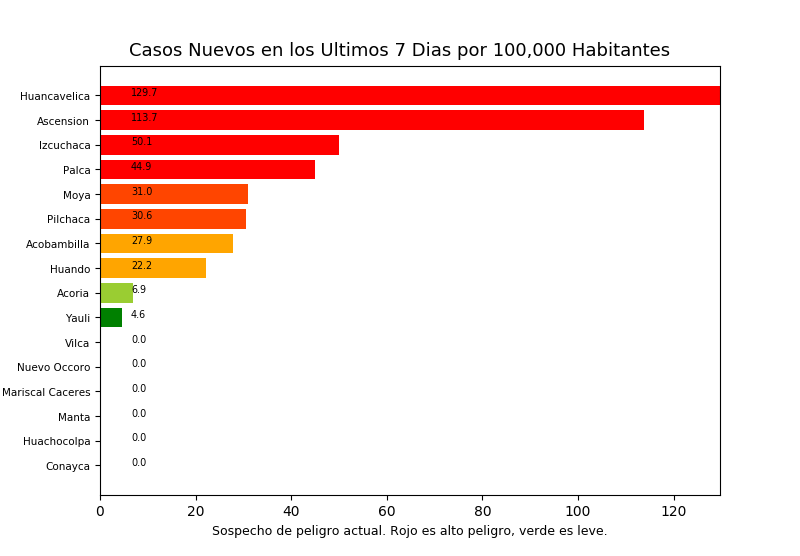 Casos Nuevos en los Ultimos 7 Dias por 100,000 Habitantes
Huancavelica 129.7
Ascension 113.7
Izcuchaca 50.1
Palca 44.9
Moya 31.0
Pilchaca 30.6
Acobambilla 27.9
Huando 22.2
Acoria 6.9
Yauli 4.6
Vilca 0.0
Nuevo Occoro 0.0
Mariscal Caceres 0.0
Manta 0.0
Huachocolpa 0.0
Conayca 0.0
0 20 40 60 80 100 120
Sospecho de peligro actual. Rojo es alto peligro, verde es leve.